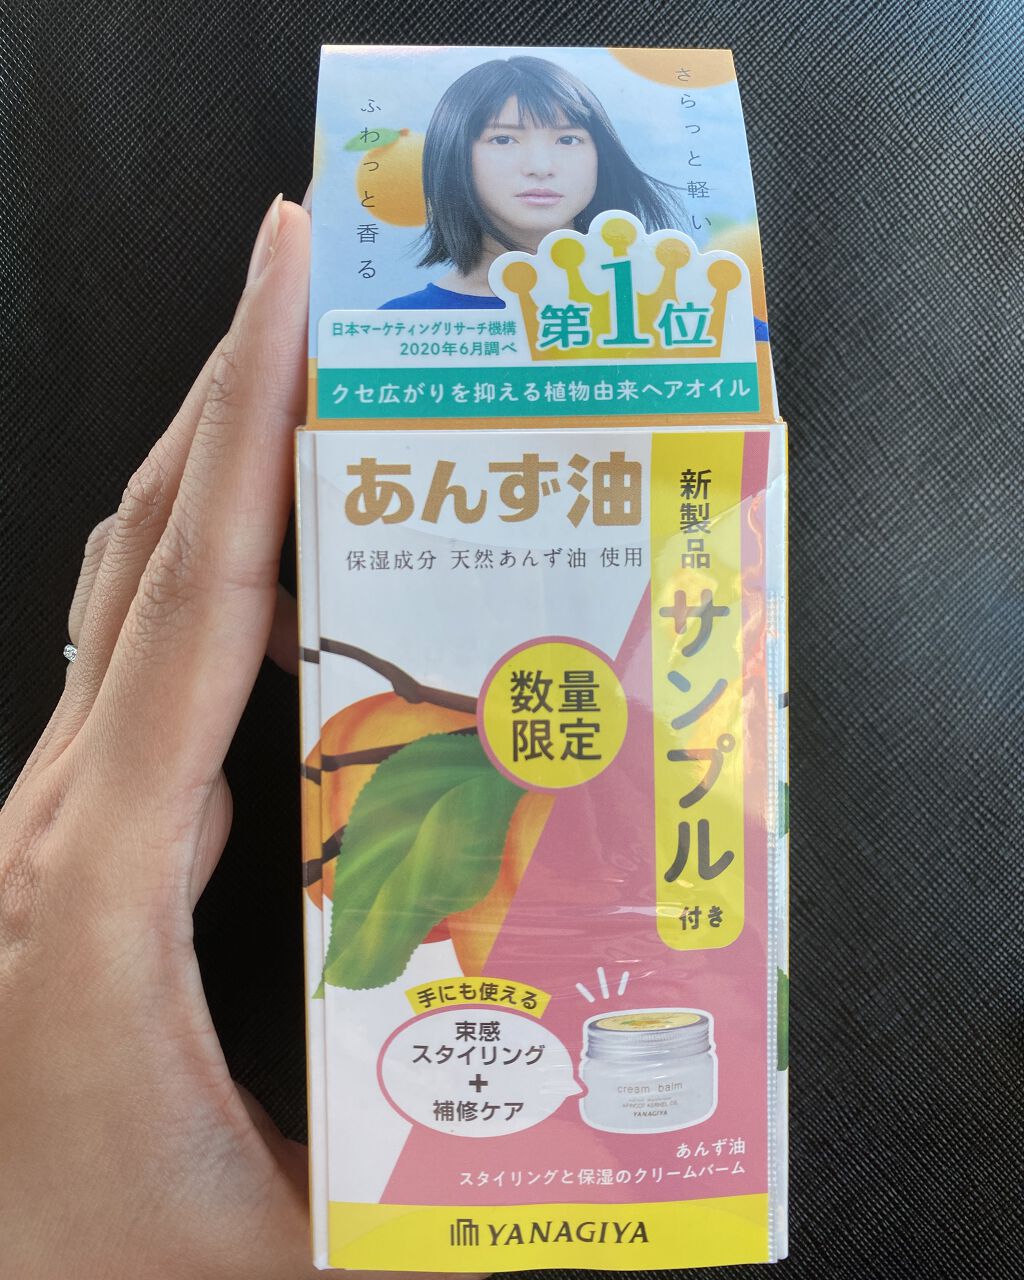 さらっと軽い
ふわっと香る
第1位
日本マーケティングリサーチ機構
2020年6月調べ
クセ広がりを抑える植物由来ヘアオイル
あんず油
保湿成分 天然あんず油 使用
新製品サンプル付き
数量
限定
手にも使える
束感
スタイリング
+
補修ケア
cream balm
APRICOT KERNEL OIL
YANAGIYA
あんず油
スタイリングと保湿のクリームバーム
YANAGIYA